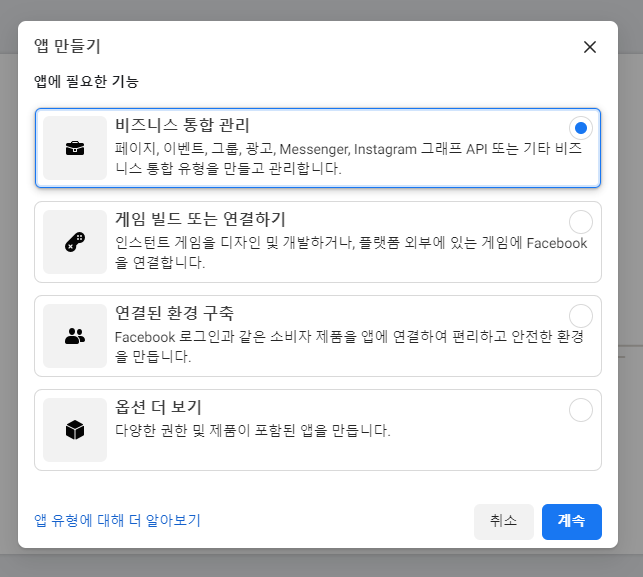 앱 만들기
앱에 필요한 기능
비즈니스 통합 관리
페이지, 이벤트, 그룹, 광고, Messenger, Instagram 그래프 API 또는 기타 비즈
니스 통합 유형을 만들고 관리합니다.
게임 빌드 또는 연결하기
인스턴트 게임을 디자인 및 개발하거나, 플랫폼 외부에 있는 게임에 Facebook
을 연결합니다.
연결된 환경 구축
Facebook 로그인과 같은 소비자 제품을 앱에 연결하여 편리하고 안전한 환경
을 만듭니다.
옵션 더 보기
다양한 권한 및 제품이 포함된 앱을 만듭니다.
앱 유형에 대해 더 알아보기
취소
계속